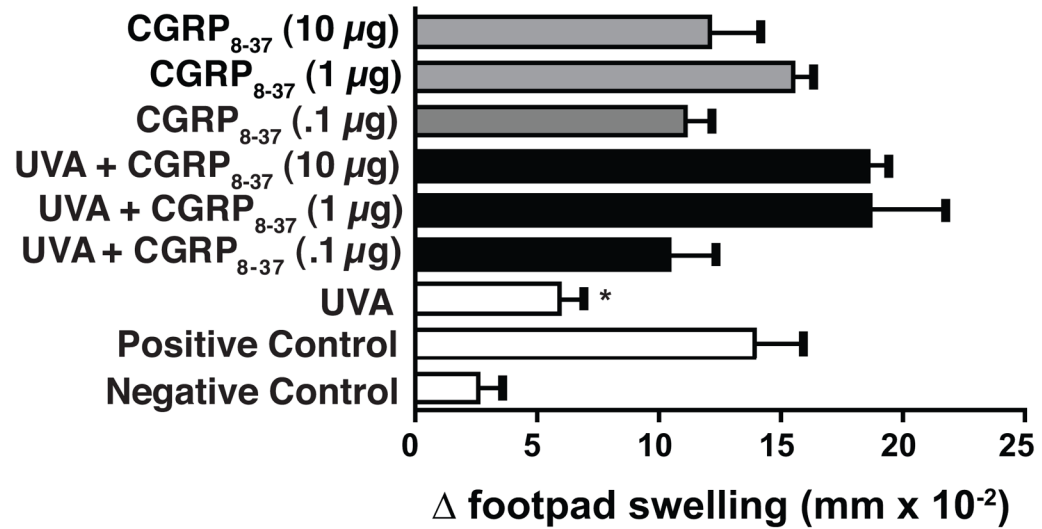 CGRP8-37 (10 µg)
CGRP8-37 (1 µg)
CGRP8-37 (.1 µg)
UVA + CGRP8-37 (10 µg)
UVA + CGRP8-37 (1 µg)
UVA + CGRP8-37 (.1 µg)
UVA *
Positive Control
Negative Control
0 5 10 15 20 25
Δ footpad swelling (mm x 10-2)